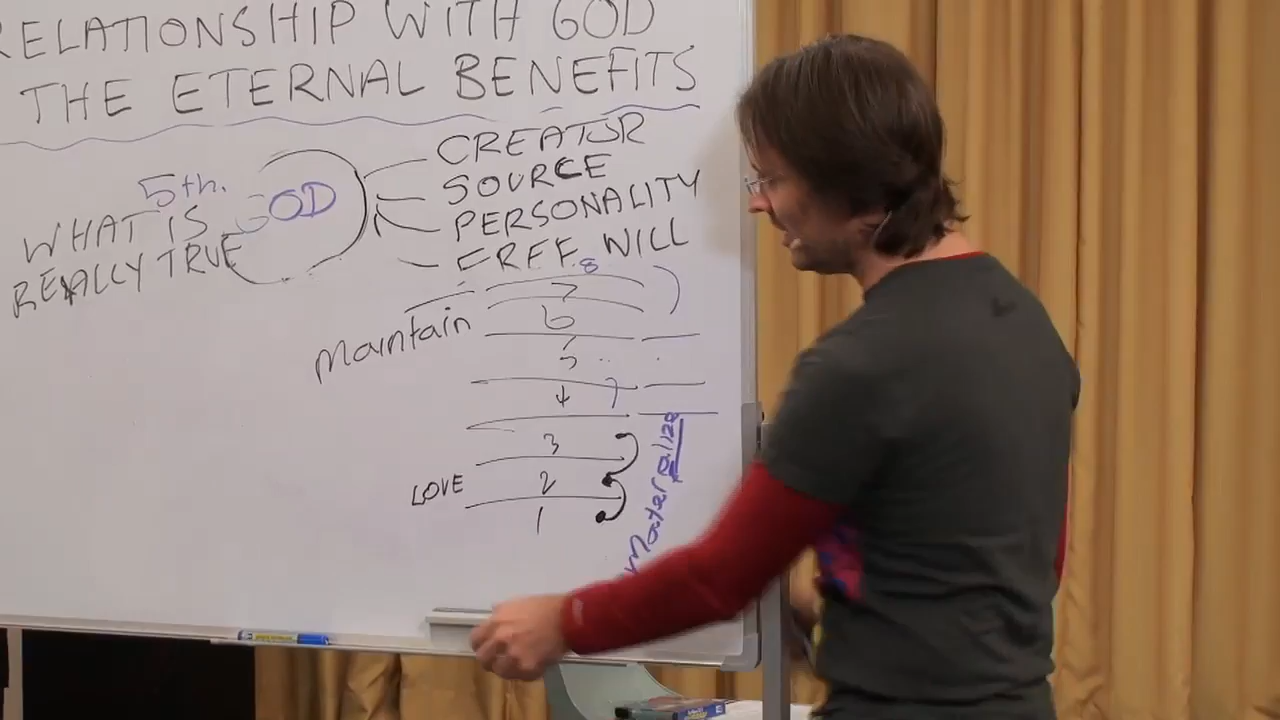 RELATIONSHIP WITH GOD
THE ETERNAL BENEFITS
5th.
WHAT IS
REALLY TRUE
GOD
CREATOR
SOURCE
PERSONALITY
FREE WILL
8
7
6
Maintain
5
4
3
2
LOVE
1
Materialize